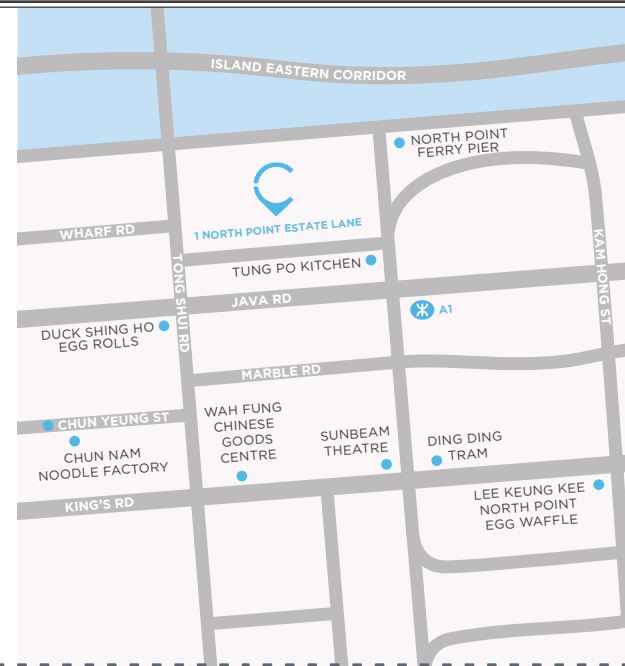 ISLAND EASTERN CORRIDOR
NORTH POINT
FERRY PIER
1 NORTH POINT ESTATE LANE
WHARF RD
TONG SHUI RD
KAM HONG ST
TUNG PO KITCHEN
JAVA RD
A1
DUCK SHING HO
EGG ROLLS
MARBLE RD
CHUN YEUNG ST
WAH FUNG
CHINESE
GOODS
CENTRE
SUNBEAM
THEATRE
DING DING
TRAM
CHUN NAM
NOODLE FACTORY
KING'S RD
LEE KEUNG KEE
NORTH POINT
EGG WAFFLE